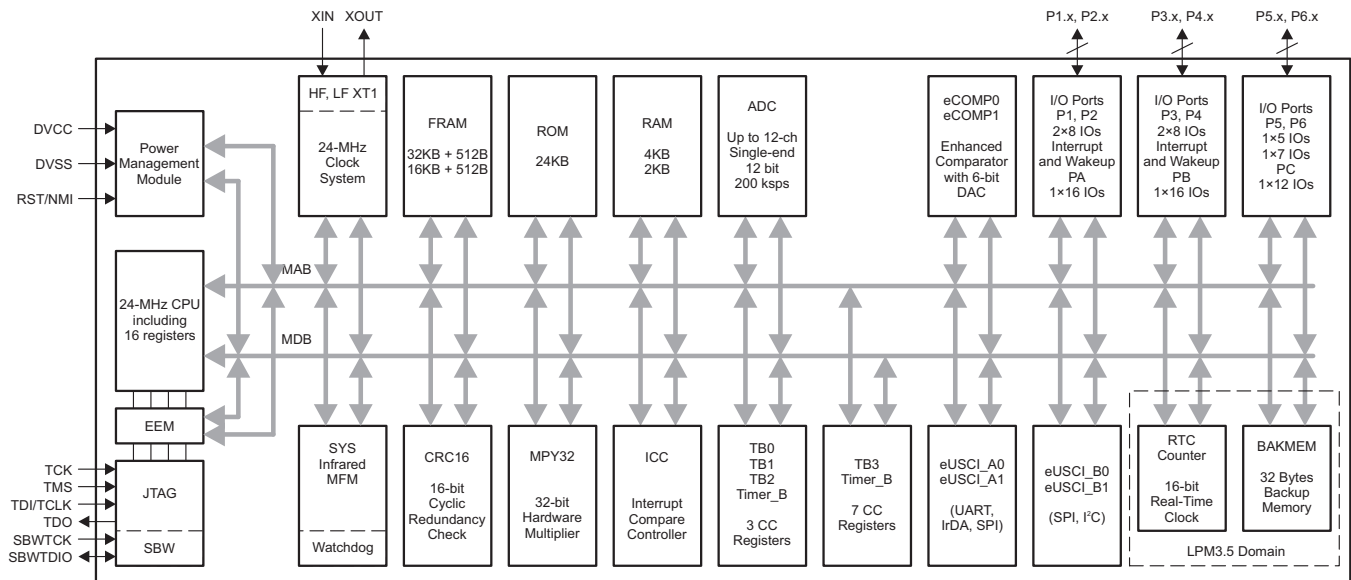 XIN XOUT
P1.x, P2.x
P3.x, P4.x
P5.x, P6.x
DVCC
DVSS
RST/NMI
Power
Management
Module
HF, LF XT1
24-MHz
Clock
System
FRAM
32KB + 512B
16KB + 512B
ROM
24KB
RAM
4KB
2KB
ADC
Up to 12-ch
Single-end
12 bit
200 ksps
eCOMP0
eCOMP1
Enhanced
Comparator
with 6-bit
DAC
I/O Ports
P1, P2
2×8 IOs
Interrupt
and Wakeup
PA
1×16 IOs
I/O Ports
P3, P4
2×8 IOs
Interrupt
and Wakeup
PB
1×16 IOs
I/O Ports
P5, P6
1×5 IOs
1×7 IOs
PC
1×12 IOs
MAB
24-MHz CPU
including
16 registers
MDB
EEM
TCK
TMS
TDI/TCLK
TDO
SBWTCK
SBWTDIO
JTAG
SBW
SYS
Infrared
MFM
Watchdog
CRC16
16-bit
Cyclic
Redundancy
Check
MPY32
32-bit
Hardware
Multiplier
ICC
Interrupt
Compare
Controller
TB0
TB1
TB2
Timer_B
3 CC
Registers
TB3
Timer_B
7 CC
Registers
eUSCI_A0
eUSCI_A1
(UART,
IrDA, SPI)
eUSCI_B0
eUSCI_B1
(SPI, I²C)
RTC
Counter
16-bit
Real-Time
Clock
BAKMEM
32 Bytes
Backup
Memory
LPM3.5 Domain